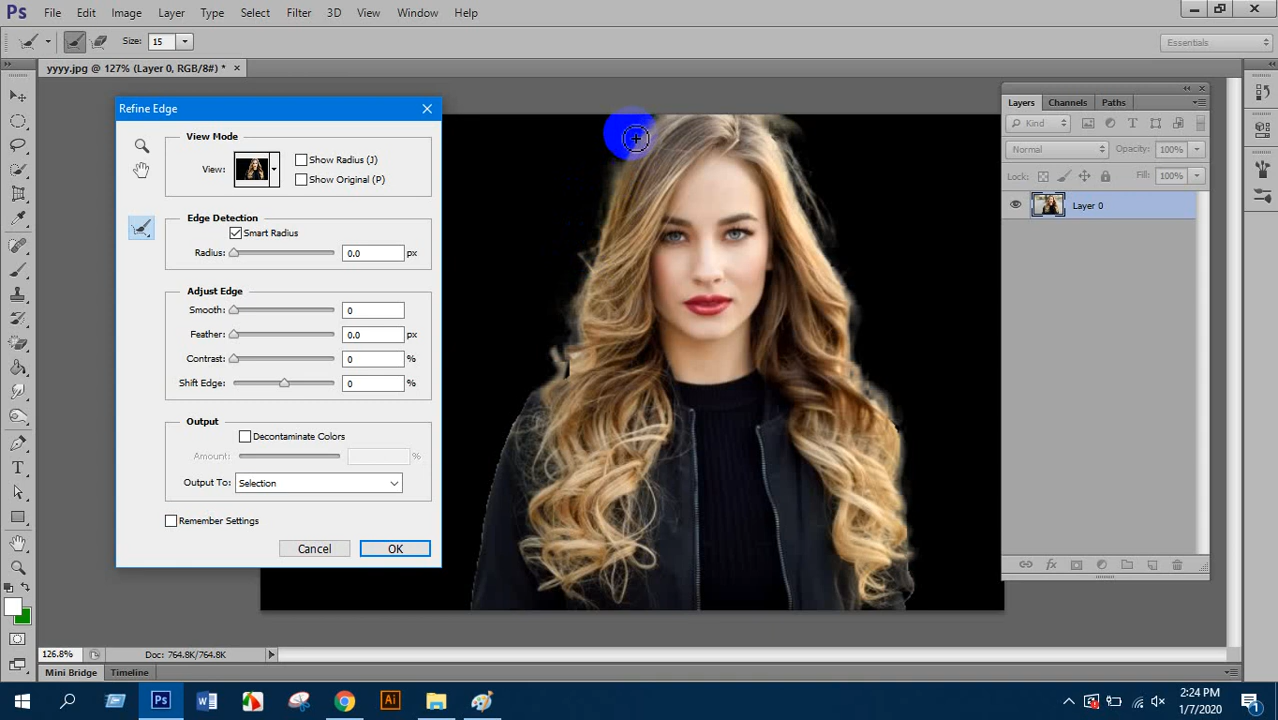 Ps File Edit Image Layer Type Select Filter 3D View Window Help
Size: 15 Essentials
yyyy.jpg @ 127% (Layer 0, RGB/8#) * ×
Refine Edge
View Mode
View: Show Radius (J)
Show Original (P)
Edge Detection
Smart Radius
Radius: 0.0 px
Adjust Edge
Smooth: 0
Feather: 0.0 px
Contrast: 0 %
Shift Edge: 0 %
Output
Decontaminate Colors
Amount: %
Output To: Selection
Remember Settings
Cancel OK
Layers Channels Paths
Kind
Normal Opacity: 100%
Lock: Fill: 100%
Layer 0
126.8% Doc: 764.8K/764.8K
Mini Bridge Timeline
Ps W Ai
2:24 PM
1/7/2020
1